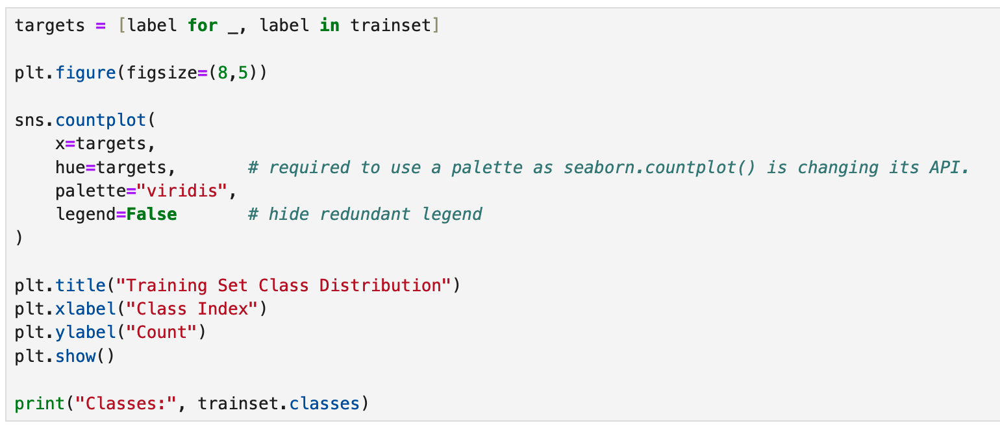 targets = [label for _, label in trainset]
plt.figure(figsize=(8,5))
sns.countplot(
    x=targets,
    hue=targets,       # required to use a palette as seaborn.countplot() is changing its API.
    palette="viridis",
    legend=False       # hide redundant legend
)
plt.title("Training Set Class Distribution")
plt.xlabel("Class Index")
plt.ylabel("Count")
plt.show()
print("Classes:", trainset.classes)